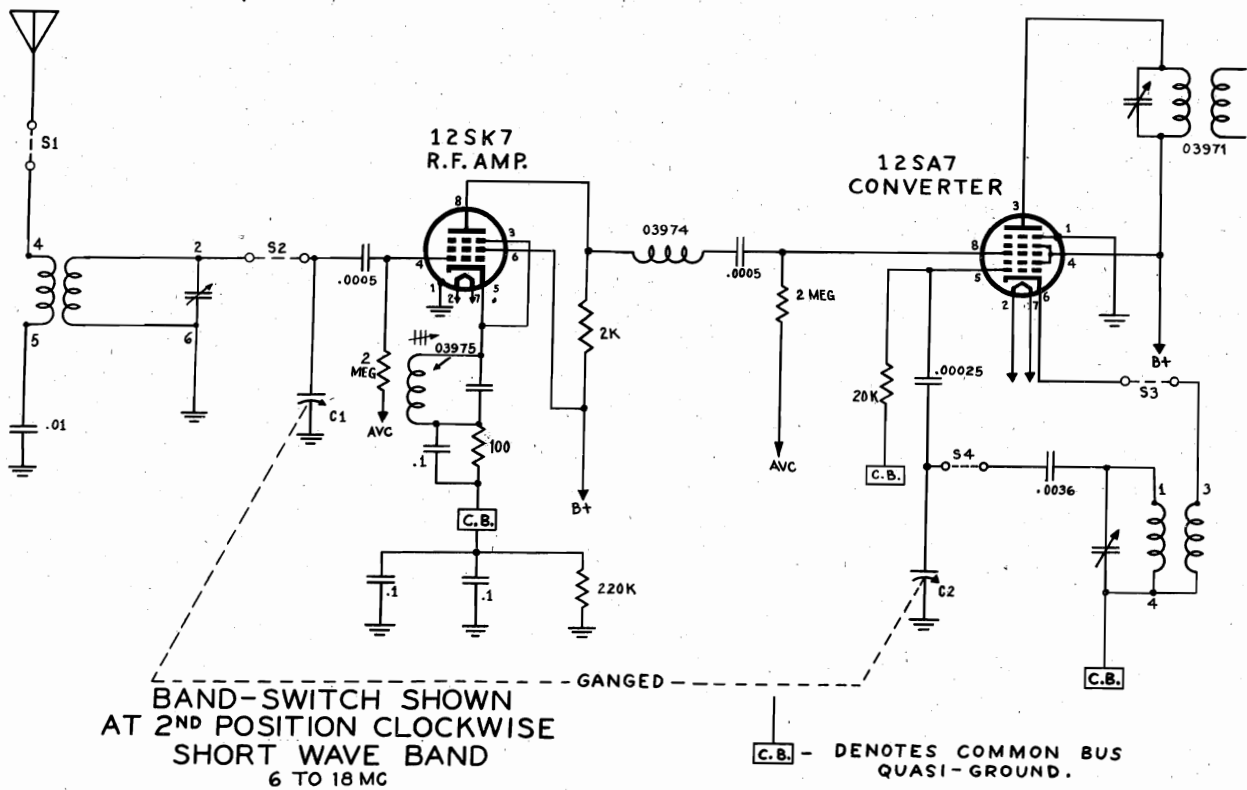 S1
4
5
.01
2
6
S2
.0005
C1
2
MEG
AVC
12SK7
R.F. AMP.
8
3
6
4
1
2
7
5
03975
.1
100
C.B.
.1
.1
220K
2K
B+
03974
.0005
2 MEG
AVC
12SA7
CONVERTER
3
1
8
4
5
6
2
7
03971
B+
20K
C.B.
.00025
S3
S4
.0036
1
3
4
C2
C.B.
GANGED
BAND-SWITCH SHOWN
AT 2ND POSITION CLOCKWISE
SHORT WAVE BAND
6 TO 18 MC
C.B. - DENOTES COMMON BUS
QUASI-GROUND.